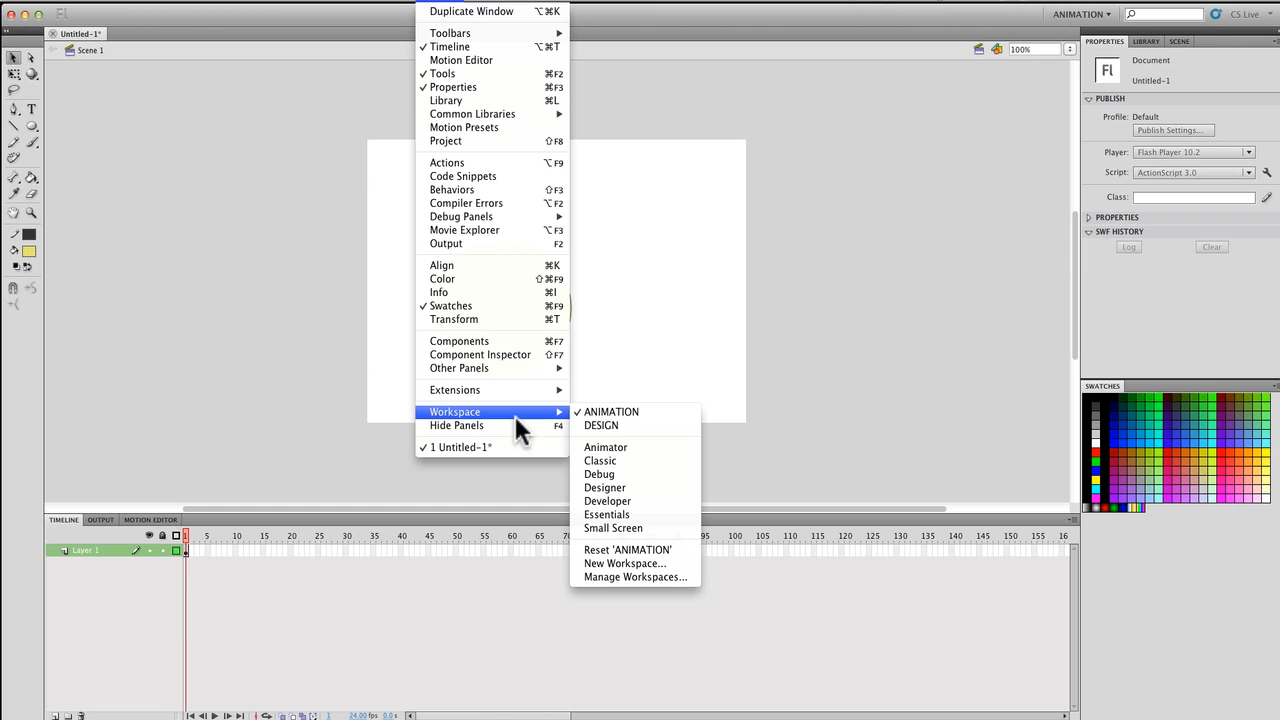 Fl
ANIMATION
CS Live
Untitled-1*
Scene 1
100%
Duplicate Window ⌥⌘K
Toolbars
Timeline ⌥⌘T
Motion Editor
Tools ⌘F2
Properties ⌘F3
Library ⌘L
Common Libraries
Motion Presets
Project ⇧F8
Actions ⌥F9
Code Snippets
Behaviors ⇧F3
Compiler Errors ⌥F2
Debug Panels
Movie Explorer ⌥F3
Output F2
Align ⌘K
Color ⇧⌘F9
Info ⌘I
Swatches ⌘F9
Transform ⌘T
Components ⌘F7
Component Inspector ⇧F7
Other Panels
Extensions
Workspace
Hide Panels F4
1 Untitled-1*
ANIMATION
DESIGN
Animator
Classic
Debug
Designer
Developer
Essentials
Small Screen
Reset 'ANIMATION'
New Workspace...
Manage Workspaces...
PROPERTIES LIBRARY SCENE
Fl
Document
Untitled-1
PUBLISH
Profile: Default
Publish Settings...
Player: Flash Player 10.2
Script: ActionScript 3.0
Class:
PROPERTIES
SWF HISTORY
Log Clear
SWATCHES
TIMELINE OUTPUT MOTION EDITOR
1 5 10 15 20 25 30 35 40 45 50 55 60 65 70 95 100 105 110 115 120 125 130 135 140 145 150 155 16
Layer 1
1 24.00 fps 0.0 s